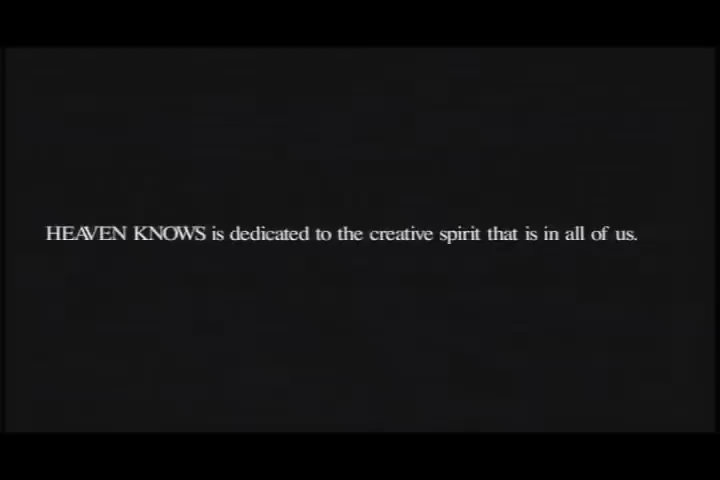 HEAVEN KNOWS is dedicated to the creative spirit that is in all of us.